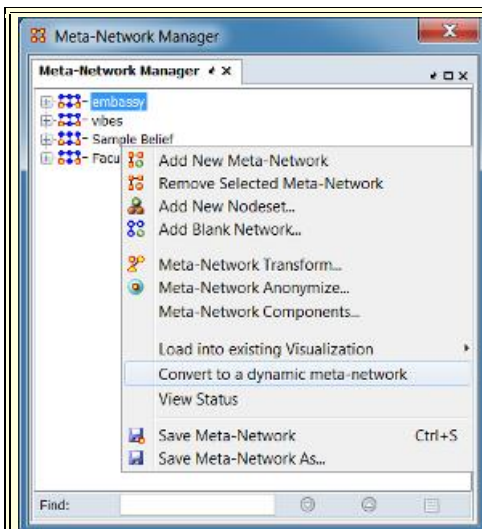 Meta-Network Manager
Meta-Network Manager
embassy
vibes
Sample Belief
Facu
Add New Meta-Network
Remove Selected Meta-Network
Add New Nodeset...
Add Blank Network...
Meta-Network Transform...
Meta-Network Anonymize...
Meta-Network Components...
Load into existing Visualization
Convert to a dynamic meta-network
View Status
Save Meta-Network Ctrl+S
Save Meta-Network As...
Find: